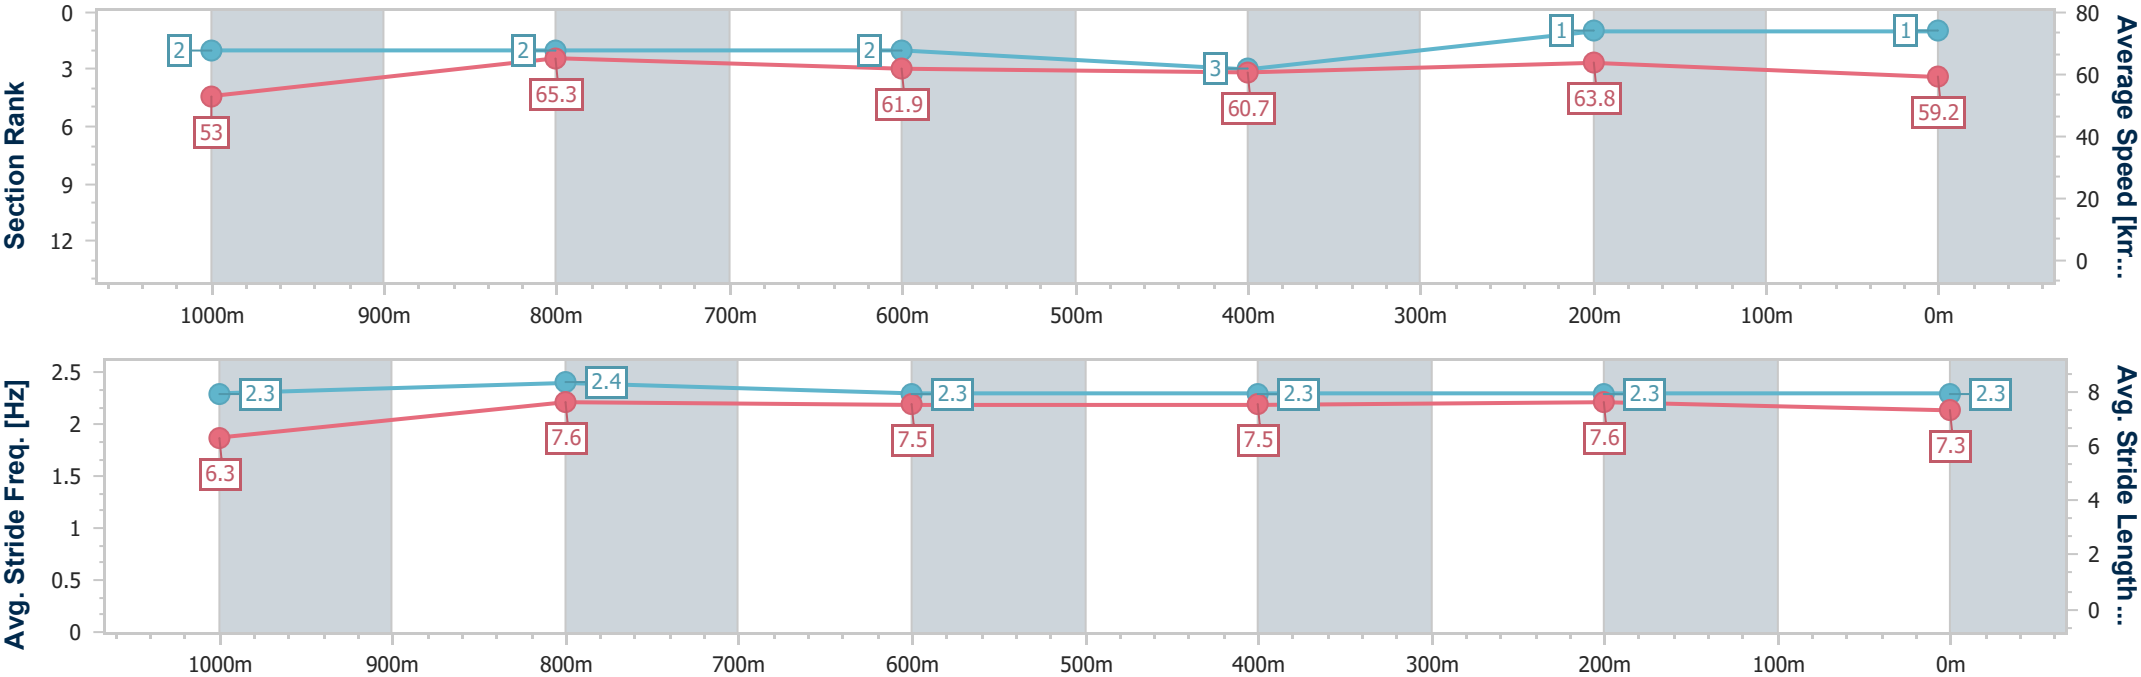 Section Rank
0
3
6
9
12
2
2
2
3
1
1
53
65.3
61.9
60.7
63.8
59.2
80
60
40
20
0
Average Speed [km...
1000m
900m
800m
700m
600m
500m
400m
300m
200m
100m
0m
Avg. Stride Freq. [Hz]
2.5
2
1.5
1
0.5
0
2.3
2.4
2.3
2.3
2.3
2.3
6.3
7.6
7.5
7.5
7.6
7.3
8
6
4
2
0
Avg. Stride Length ...
1000m
900m
800m
700m
600m
500m
400m
300m
200m
100m
0m